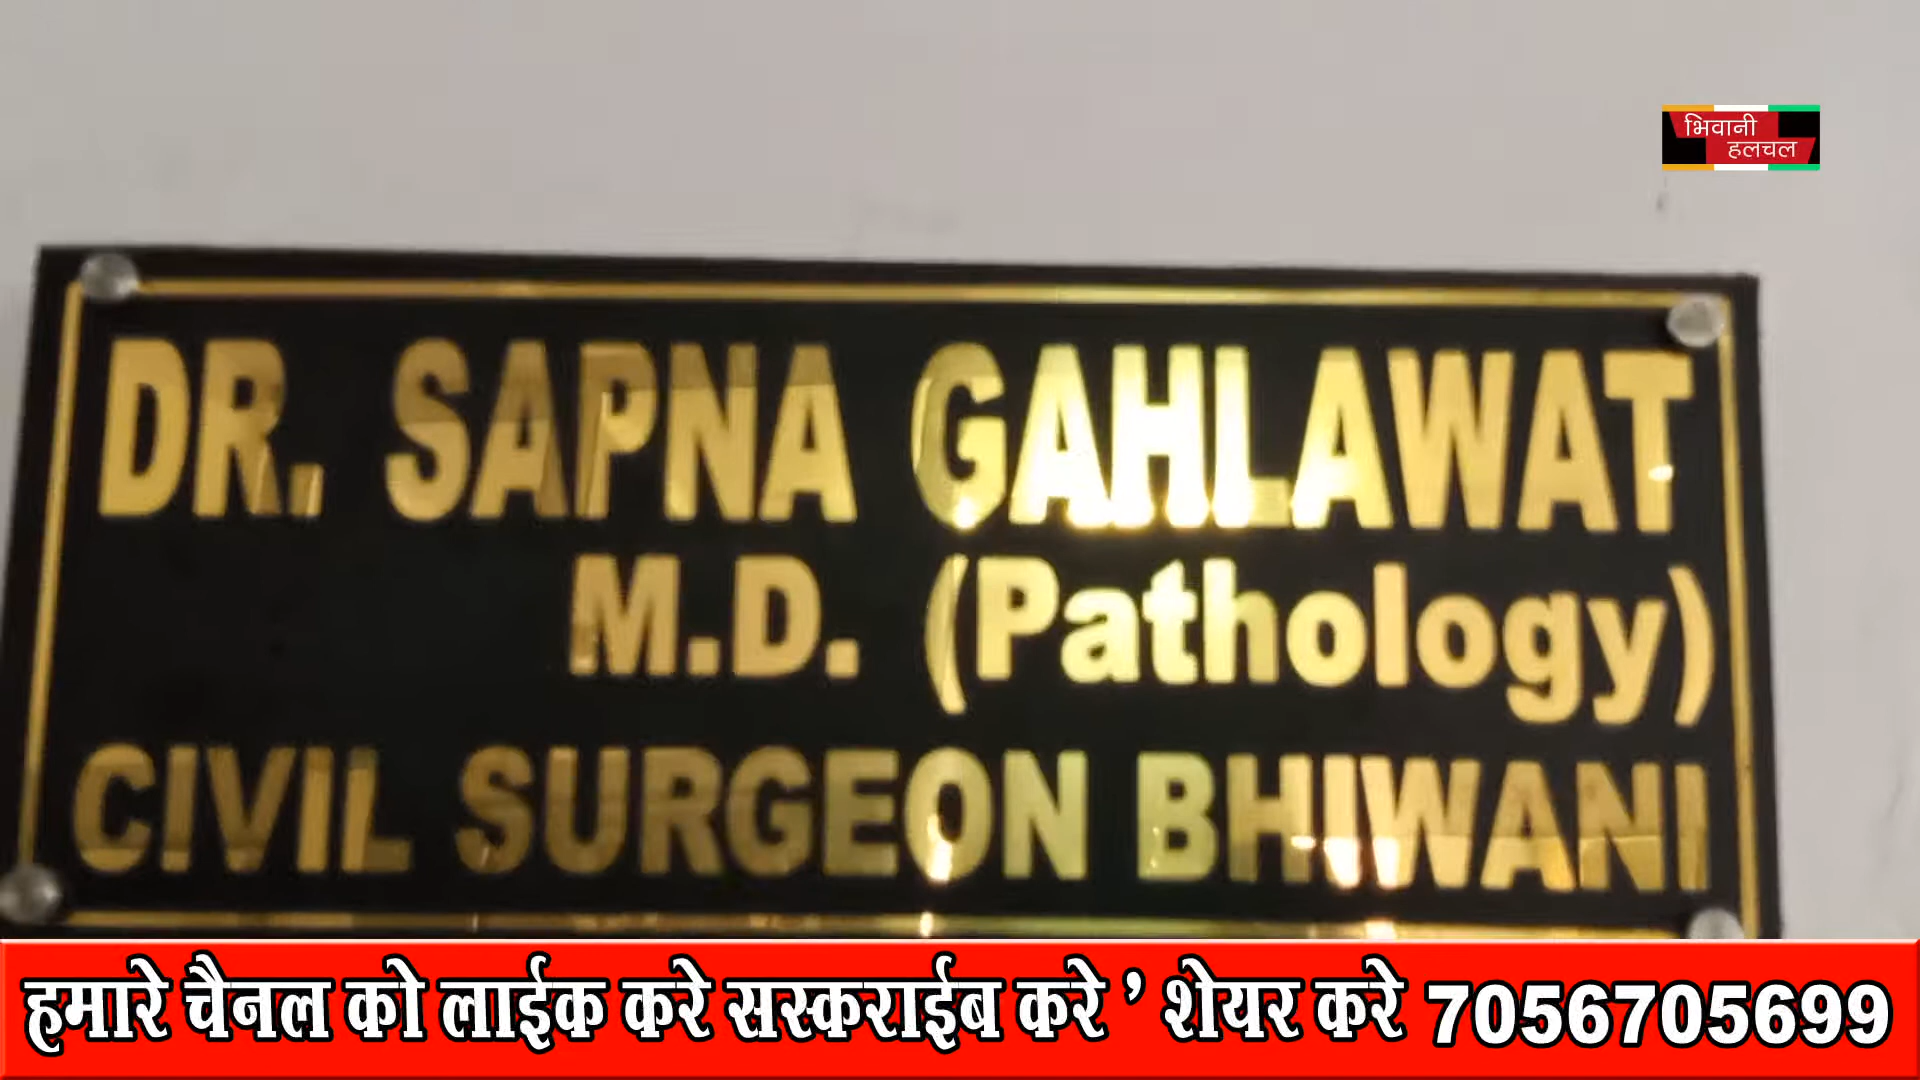 भिवानी
हलचल
DR. SAPNA GAHLAWAT
M.D. (Pathology)
CIVIL SURGEON BHIWANI
हमारे चैनल को लाईक करे सस्कराईब करे ' शेयर करे 7056705699